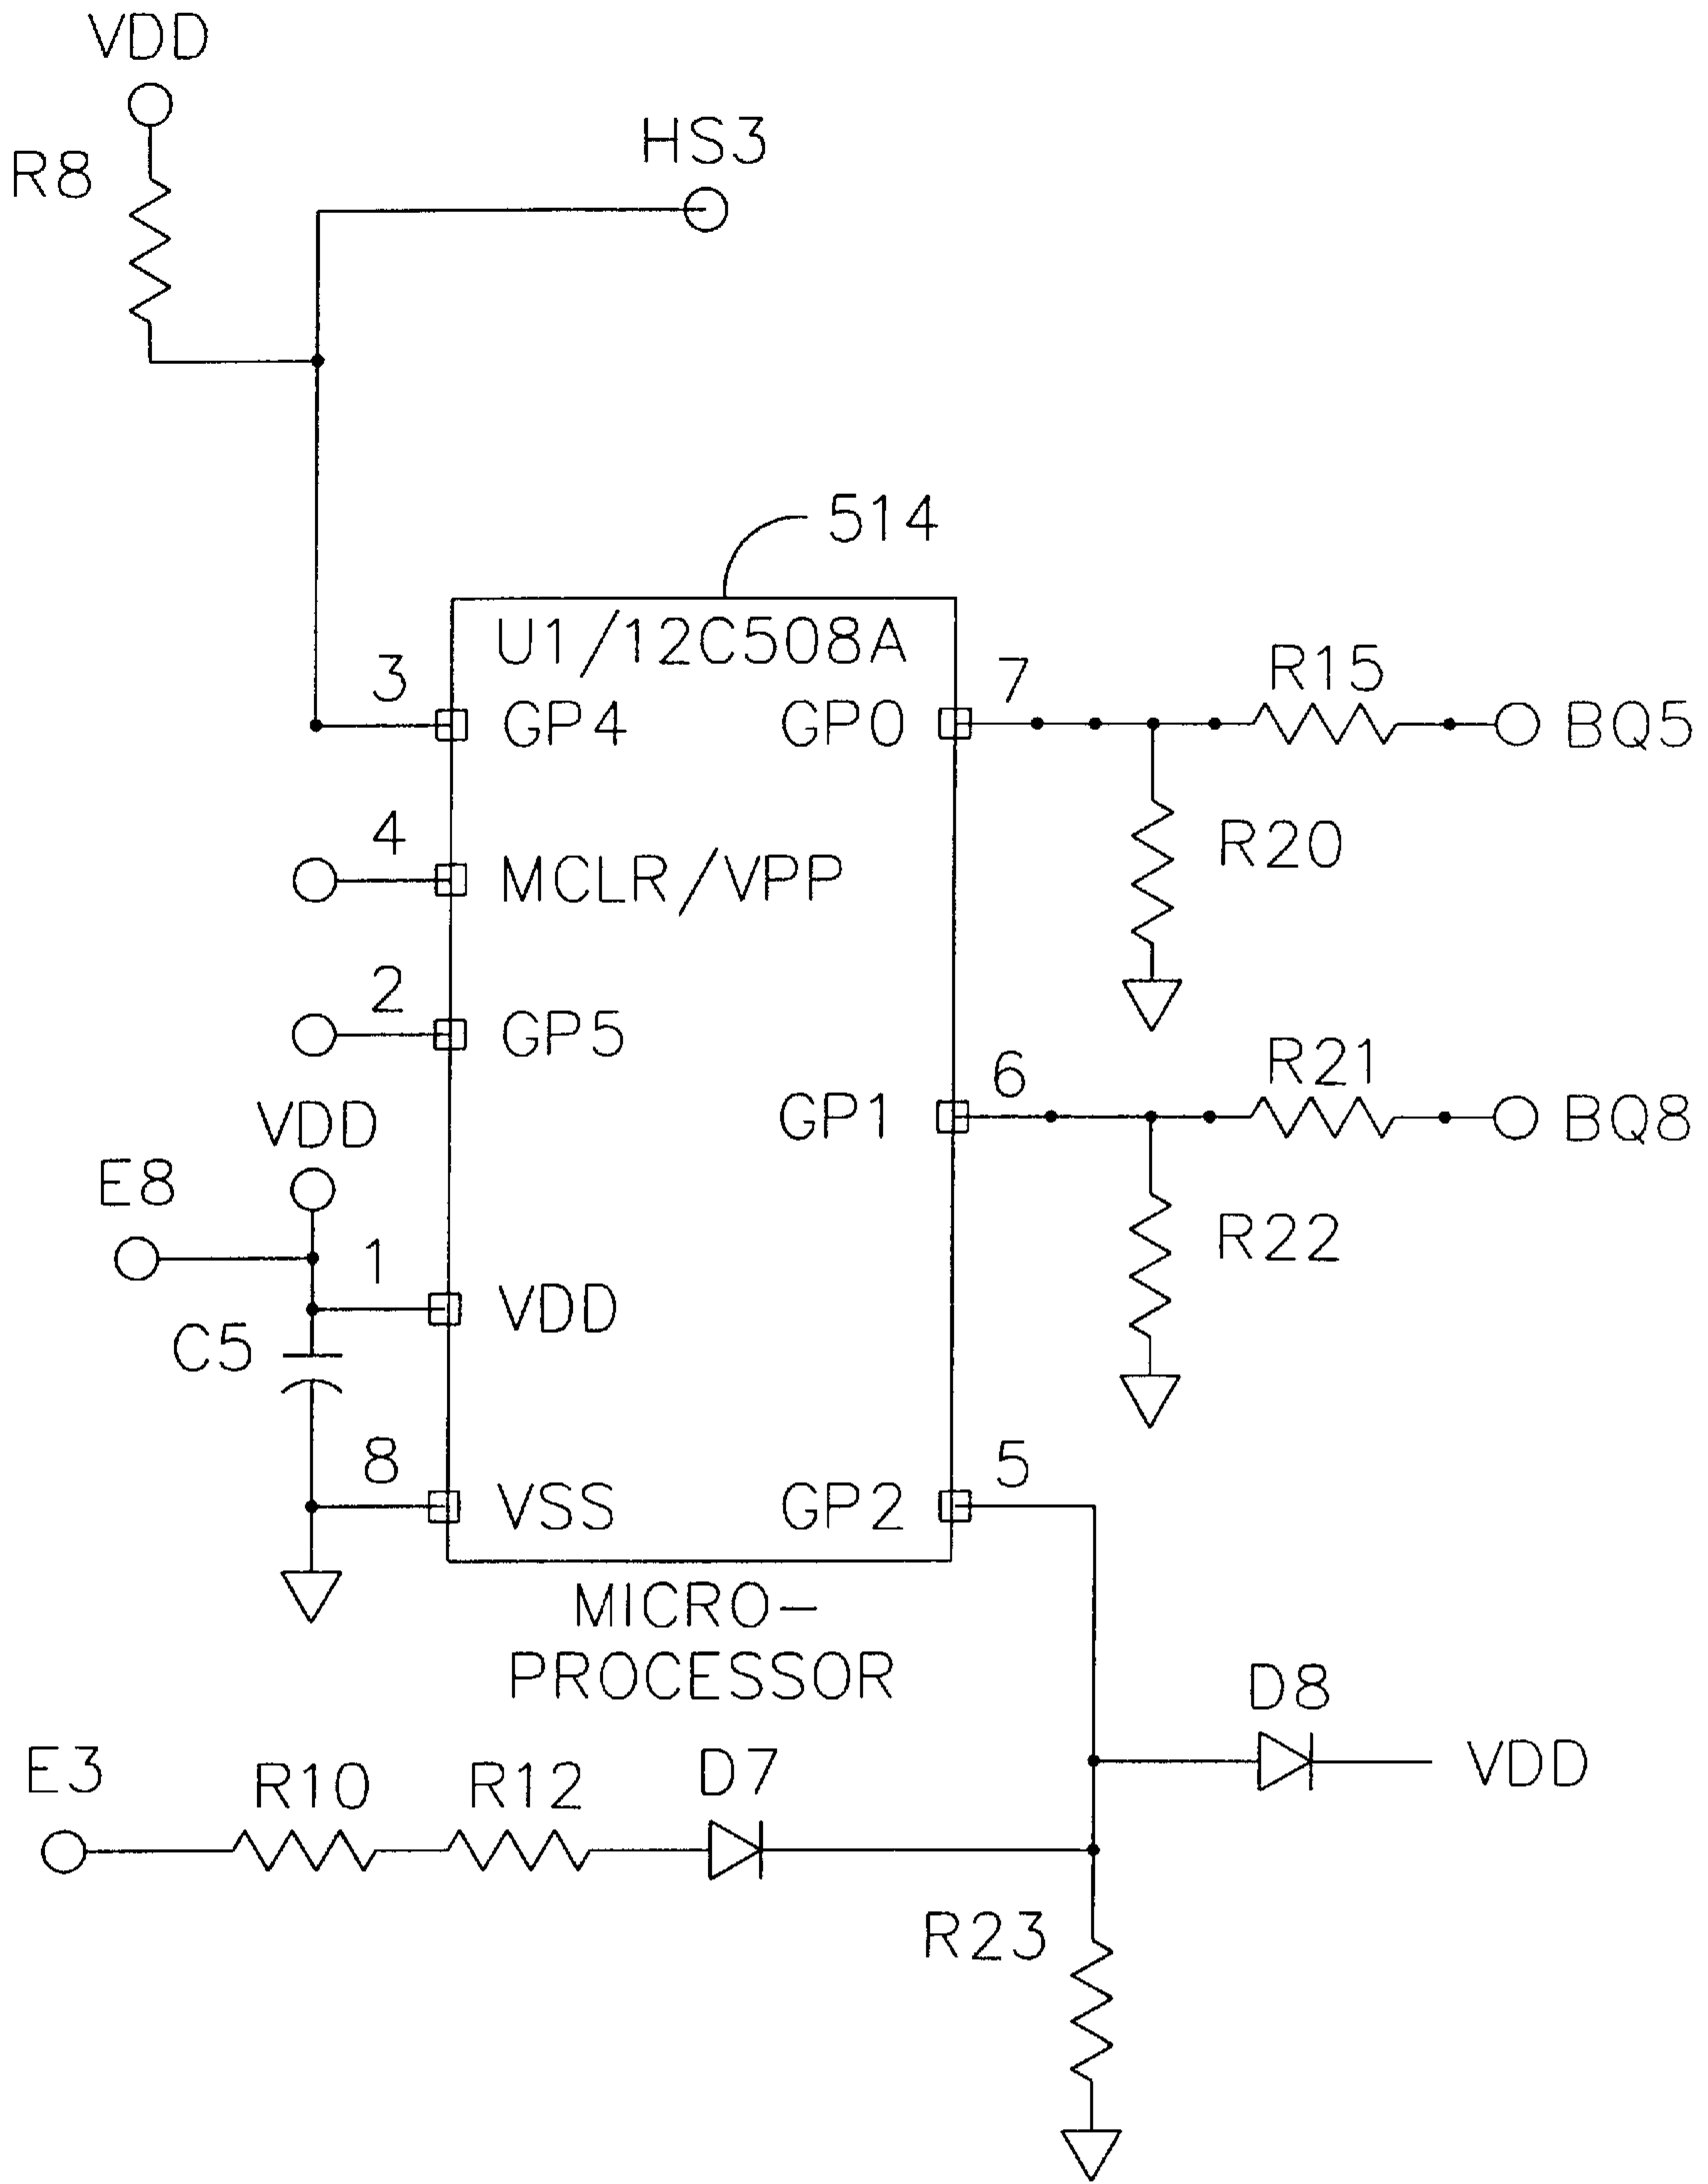 VDD
R8
HS3
514
U1/12C508A
3
GP4
GP0
7
R15
BQ5
4
MCLR/VPP
R20
2
GP5
6
GP1
R21
BQ8
VDD
E8
1
VDD
R22
C5
8
VSS
GP2
5
MICRO-
PROCESSOR
D8
VDD
E3
R10
R12
D7
R23